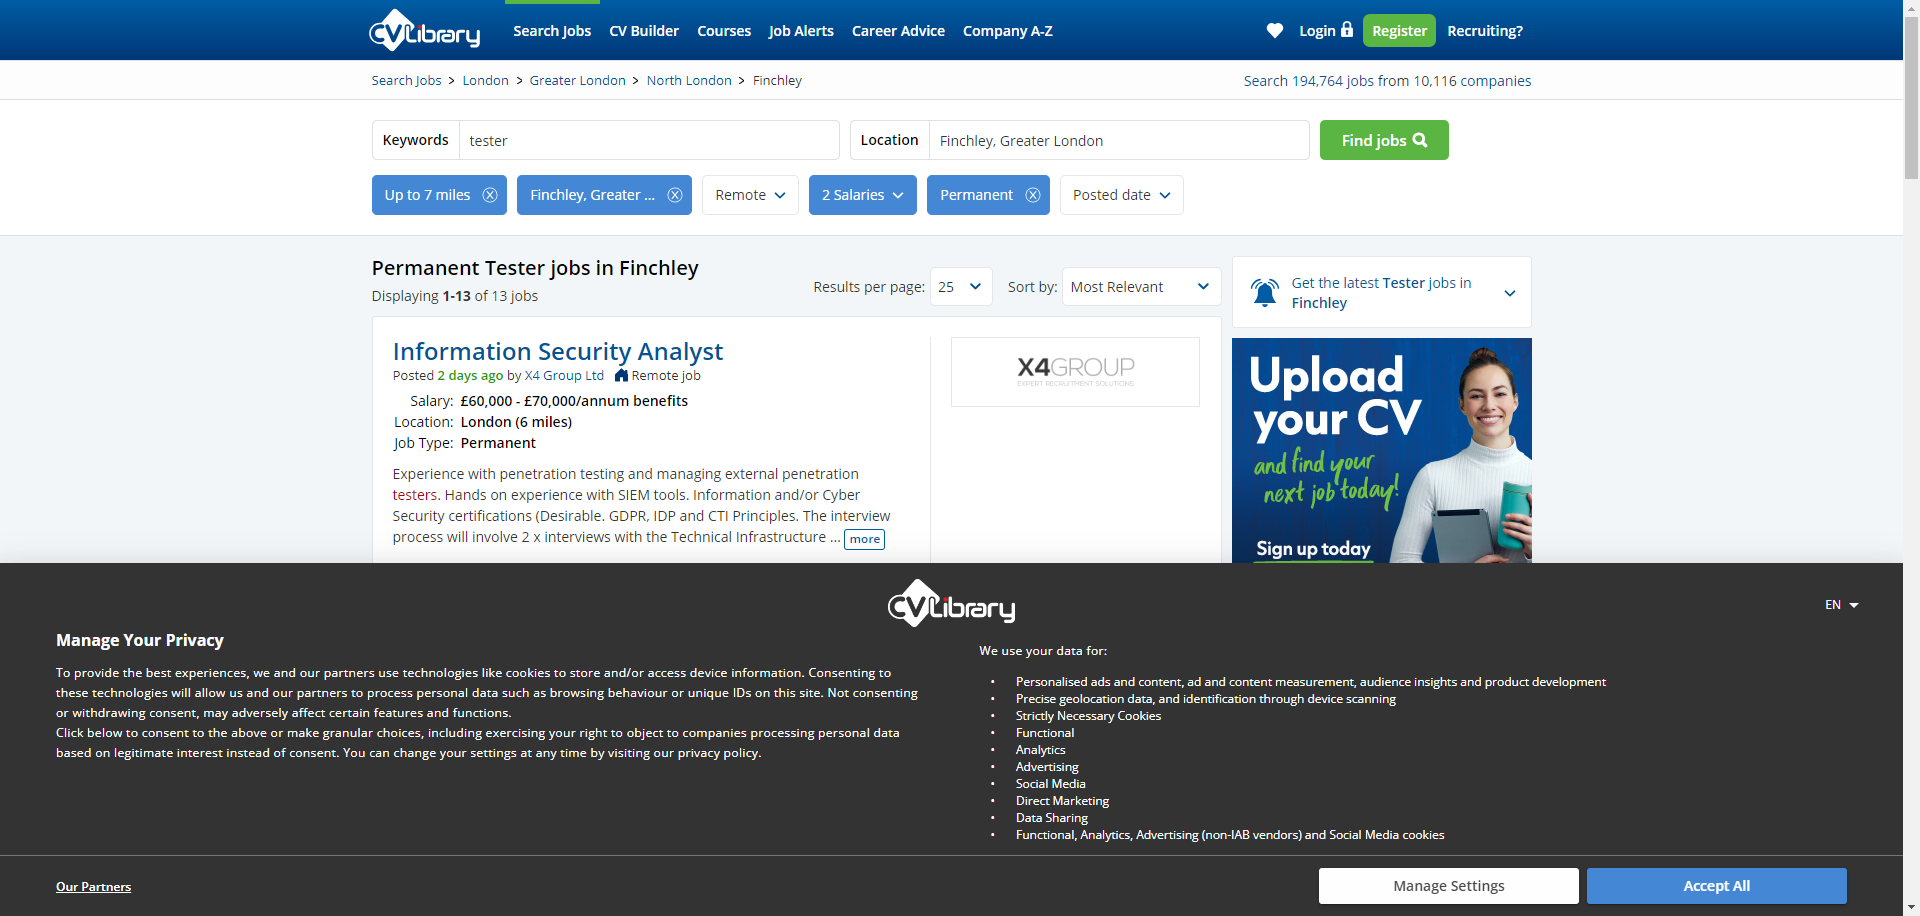 CVLibrary Search Jobs CV Builder Courses Job Alerts Career Advice Company A-Z Login Register Recruiting?
Search Jobs > London > Greater London > North London > Finchley
Search 194,764 jobs from 10,116 companies
Keywords tester Location Finchley, Greater London Find jobs
Up to 7 miles Finchley, Greater ... Remote 2 Salaries Permanent Posted date
Permanent Tester jobs in Finchley
Displaying 1-13 of 13 jobs
Results per page: 25 Sort by: Most Relevant
Get the latest Tester jobs in
Finchley
Information Security Analyst
Posted 2 days ago by X4 Group Ltd Remote job
Salary: £60,000 - £70,000/annum benefits
Location: London (6 miles)
Job Type: Permanent
Experience with penetration testing and managing external penetration
testers. Hands on experience with SIEM tools. Information and/or Cyber
Security certifications (Desirable. GDPR, IDP and CTI Principles. The interview
process will involve 2 x interviews with the Technical Infrastructure ... more
X4GROUP
EXPERT RECRUITMENT SOLUTIONS
Upload
your CV
and find your
next job today!
Sign up today
CVLibrary
EN
Manage Your Privacy
To provide the best experiences, we and our partners use technologies like cookies to store and/or access device information. Consenting to
these technologies will allow us and our partners to process personal data such as browsing behaviour or unique IDs on this site. Not consenting
or withdrawing consent, may adversely affect certain features and functions.
Click below to consent to the above or make granular choices, including exercising your right to object to companies processing personal data
based on legitimate interest instead of consent. You can change your settings at any time by visiting our privacy policy.
We use your data for:
• Personalised ads and content, ad and content measurement, audience insights and product development
• Precise geolocation data, and identification through device scanning
• Strictly Necessary Cookies
• Functional
• Analytics
• Advertising
• Social Media
• Direct Marketing
• Data Sharing
• Functional, Analytics, Advertising (non-IAB vendors) and Social Media cookies
Our Partners
Manage Settings
Accept All